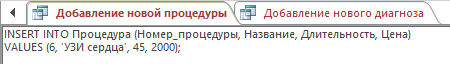 Добавление новой процедуры Добавление нового диагноза
INSERT INTO Процедура (Номер_процедуры, Название, Длительность, Цена)
VALUES (6, 'УЗИ сердца', 45, 2000);